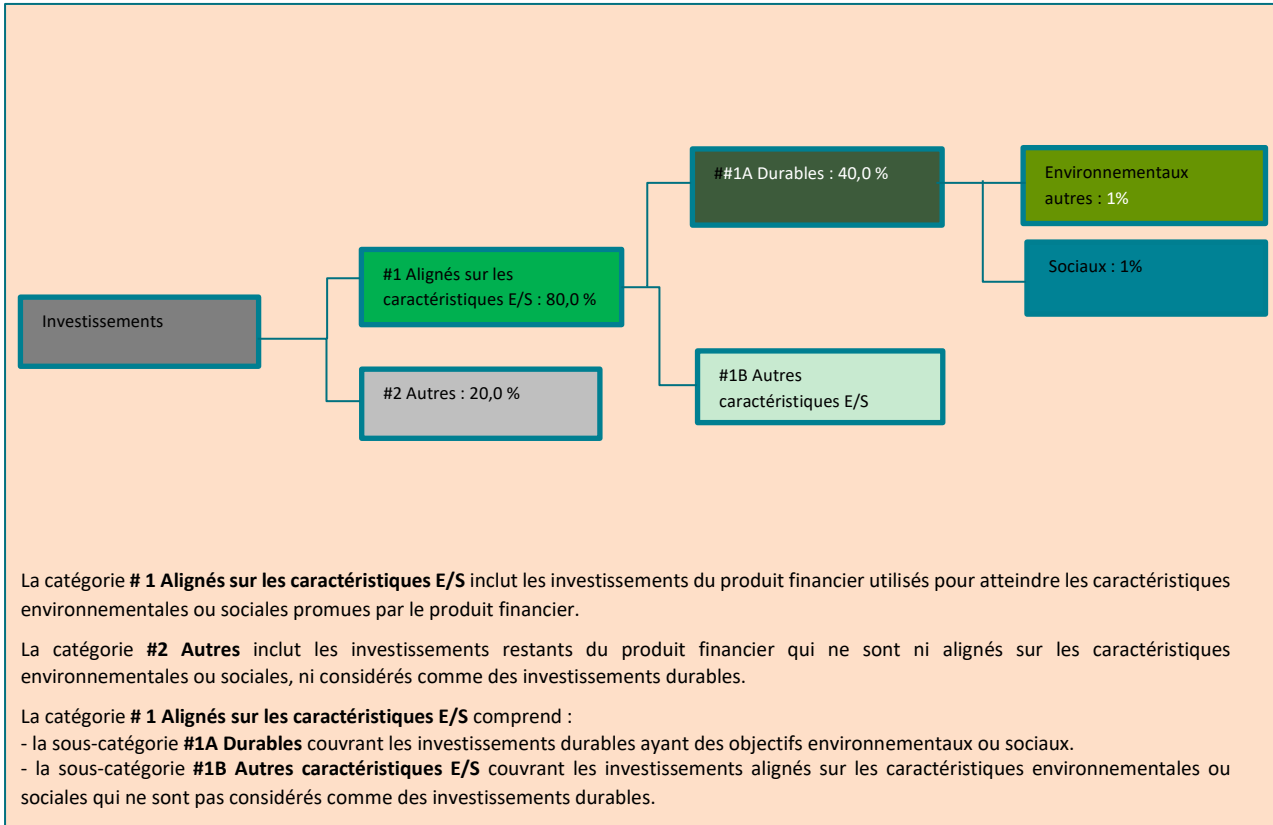 ##1A Durables : 40,0 %
Environnementaux
autres : 1%
#1 Alignés sur les
caractéristiques E/S : 80,0 %
Sociaux : 1%
Investissements
#2 Autres : 20,0 %
#1B Autres
caractéristiques E/S
La catégorie # 1 Alignés sur les caractéristiques E/S inclut les investissements du produit financier utilisés pour atteindre les caractéristiques
environnementales ou sociales promues par le produit financier.
La catégorie #2 Autres inclut les investissements restants du produit financier qui ne sont ni alignés sur les caractéristiques
environnementales ou sociales, ni considérés comme des investissements durables.
La catégorie # 1 Alignés sur les caractéristiques E/S comprend :
- la sous-catégorie #1A Durables couvrant les investissements durables ayant des objectifs environnementaux ou sociaux.
- la sous-catégorie #1B Autres caractéristiques E/S couvrant les investissements alignés sur les caractéristiques environnementales ou
sociales qui ne sont pas considérés comme des investissements durables.